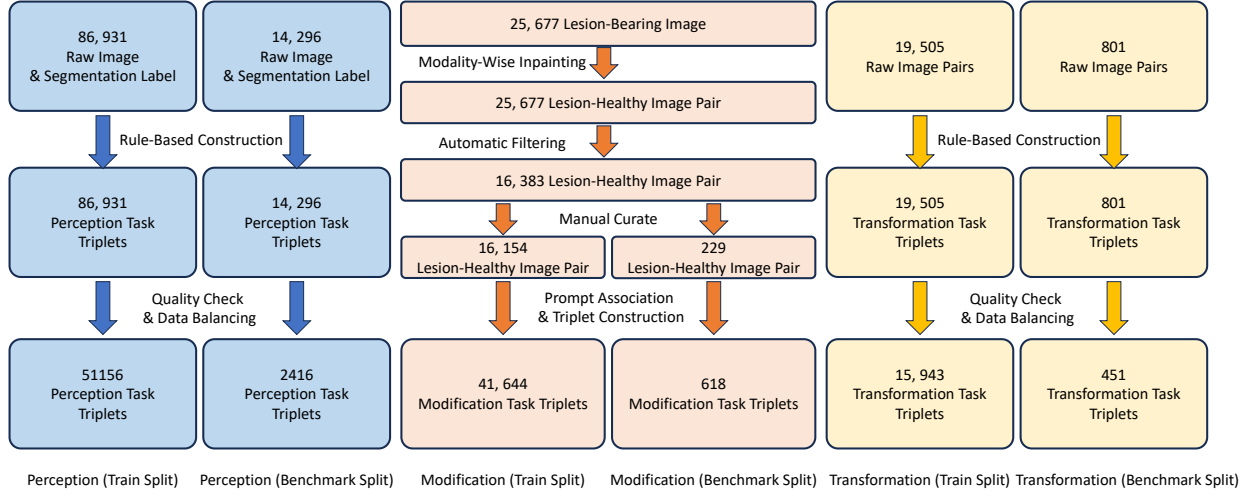 86, 931
Raw Image
& Segmentation Label
14, 296
Raw Image
& Segmentation Label
Rule-Based Construction
86, 931
Perception Task
Triplets
14, 296
Perception Task
Triplets
Quality Check
& Data Balancing
51156
Perception Task
Triplets
2416
Perception Task
Triplets
Perception (Train Split)
Perception (Benchmark Split)
25, 677 Lesion-Bearing Image
Modality-Wise Inpainting
25, 677 Lesion-Healthy Image Pair
Automatic Filtering
16, 383 Lesion-Healthy Image Pair
Manual Curate
16, 154
Lesion-Healthy Image Pair
229
Lesion-Healthy Image Pair
Prompt Association
& Triplet Construction
41, 644
Modification Task Triplets
618
Modification Task Triplets
Modification (Train Split)
Modification (Benchmark Split)
19, 505
Raw Image Pairs
801
Raw Image Pairs
Rule-Based Construction
19, 505
Transformation Task
Triplets
801
Transformation Task
Triplets
Quality Check
& Data Balancing
15, 943
Transformation Task
Triplets
451
Transformation Task
Triplets
Transformation (Train Split)
Transformation (Benchmark Split)